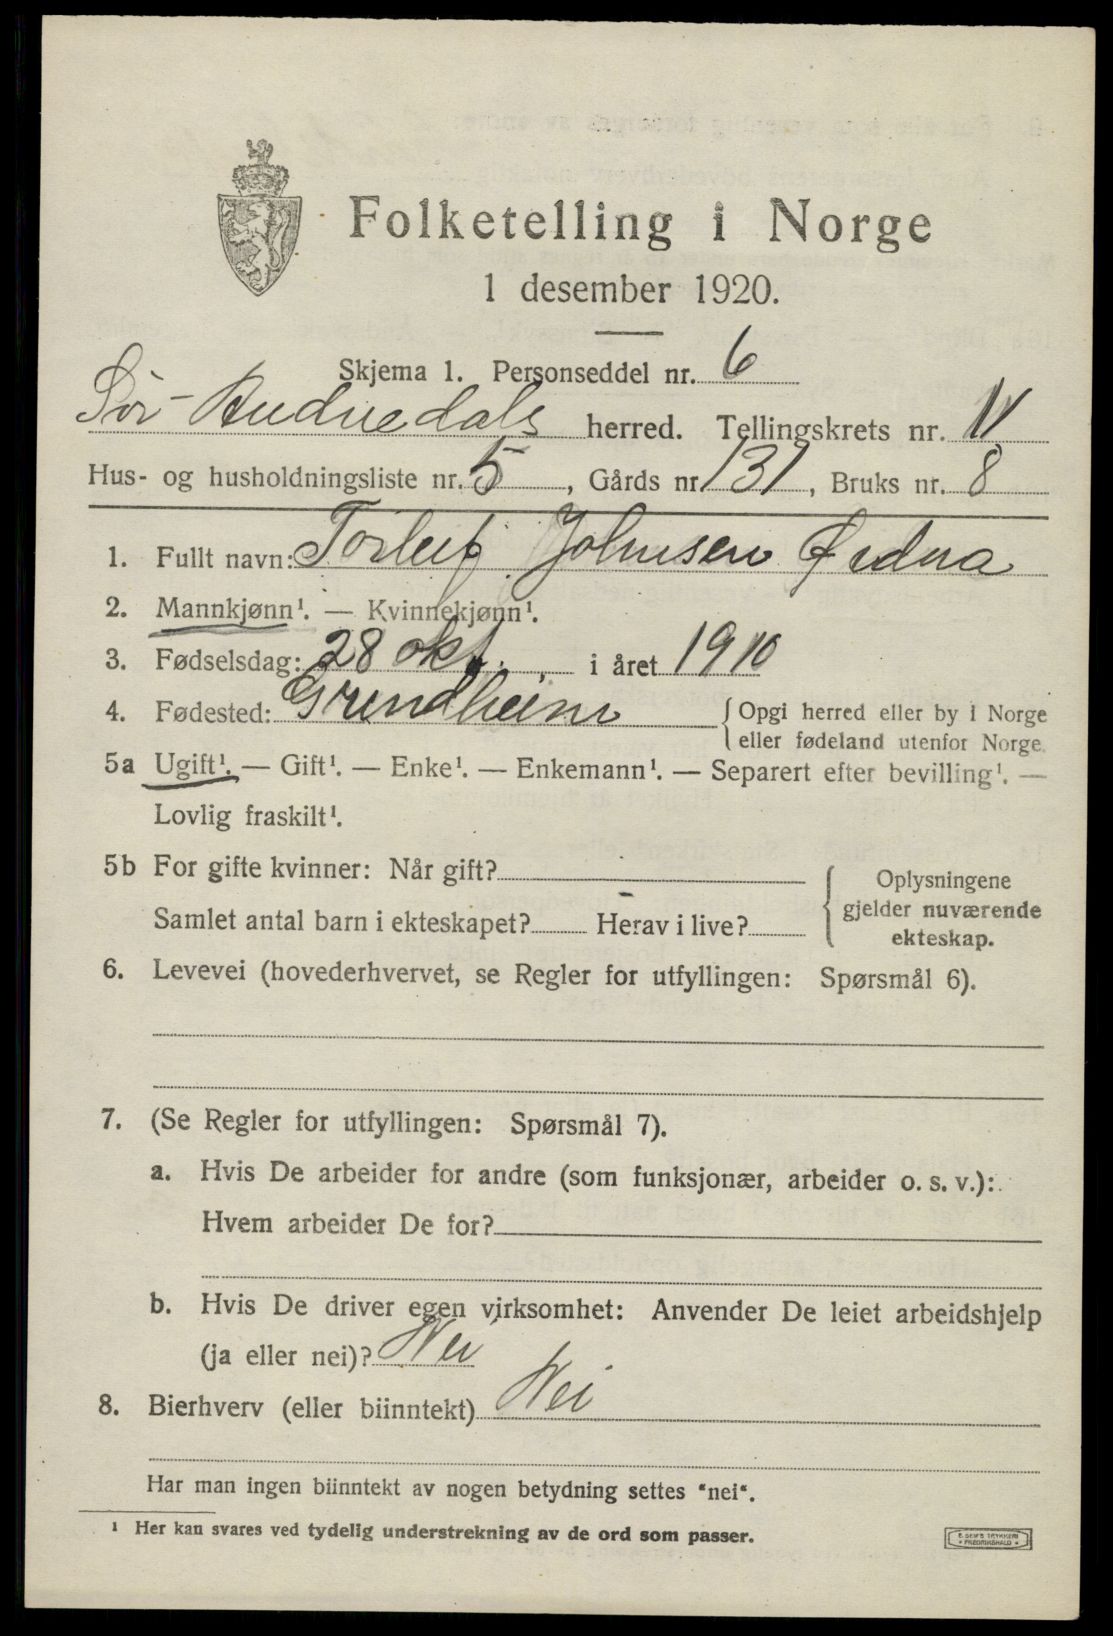 Folketelling i Norge
1 desember 1920.
Skjema 1. Personseddel nr. 6
Sør-Audnedals herred. Tellingskrets nr. 11
Hus- og husholdningsliste nr. 5, Gårds nr. 131, Bruks nr. 8
1. Fullt navn: Torleif Johnsen Ødna
2. Mannkjønn¹. — Kvinnekjønn¹.
3. Fødselsdag: 28 okt., i året 1910
4. Fødested: Grendheim {Opgi herred eller by i Norge
eller fødeland utenfor Norge.
5a Ugift¹. — Gift¹. — Enke¹. — Enkemann¹. — Separert efter bevilling¹. —
Lovlig fraskilt¹.
5b For gifte kvinner: Når gift?
Samlet antal barn i ekteskapet? Herav i live? –
Oplysningene
gjelder nuværende
ekteskap.
6. Levevei (hovederhvervet, se Regler for utfyllingen: Spørsmål 6).
7. (Se Regler for utfyllingen: Spørsmål 7).
a. Hvis De arbeider for andre (som funksjonær, arbeider o. s. v.):
Hvem arbeider De for?
b. Hvis De driver egen virksomhet: Anvender De leiet arbeidshjelp
(ja eller nei)? Nei
8. Bierhverv (eller biinntekt) Nei
Har man ingen biinntekt av nogen betydning settes "nei".
¹ Her kan svares ved tydelig understrekning av de ord som passer.
E. SEM'S TRYKKERI
FREDRIKSHALD